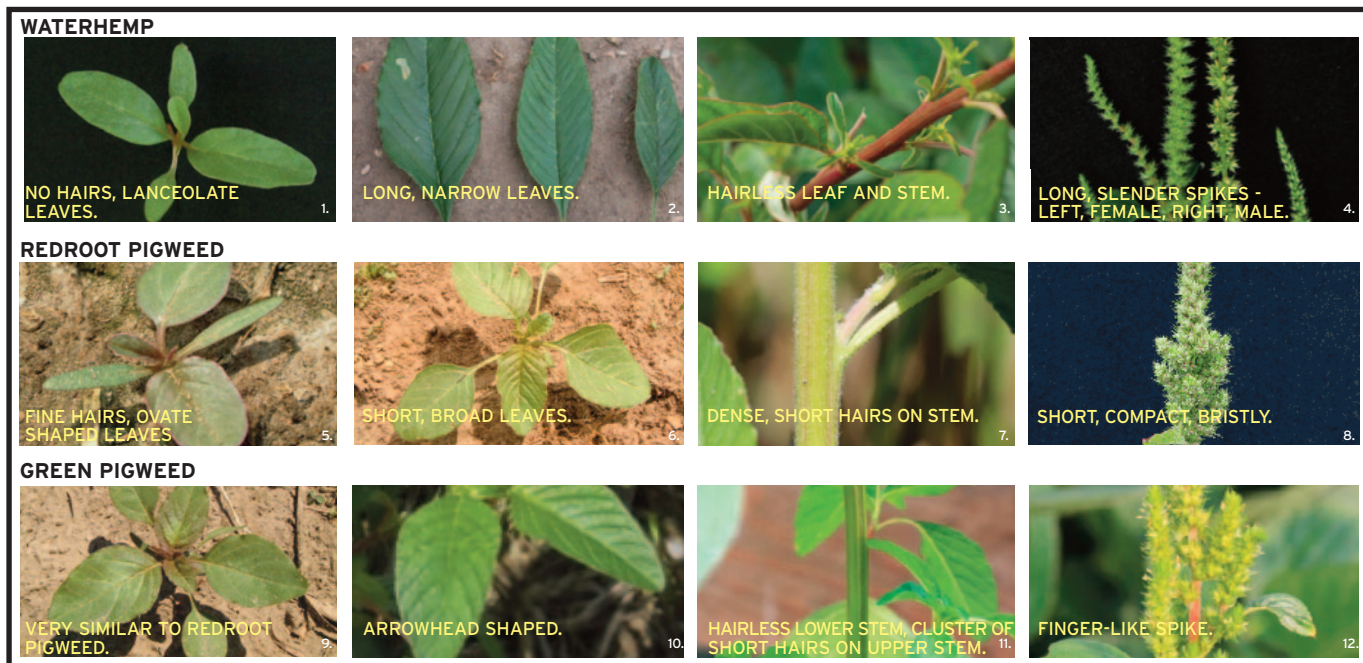 WATERHEMP
NO HAIRS, LANCEOLATE
LEAVES.
1.
LONG, NARROW LEAVES.
2.
HAIRLESS LEAF AND STEM.
3.
LONG, SLENDER SPIKES -
LEFT, FEMALE, RIGHT, MALE.
4.
REDROOT PIGWEED
FINE HAIRS, OVATE
SHAPED LEAVES
5.
SHORT, BROAD LEAVES.
6.
DENSE, SHORT HAIRS ON STEM.
7.
SHORT, COMPACT, BRISTLY.
8.
GREEN PIGWEED
VERY SIMILAR TO REDROOT
PIGWEED.
9.
ARROWHEAD SHAPED.
10.
HAIRLESS LOWER STEM, CLUSTER OF
SHORT HAIRS ON UPPER STEM.
11.
FINGER-LIKE SPIKE.
12.